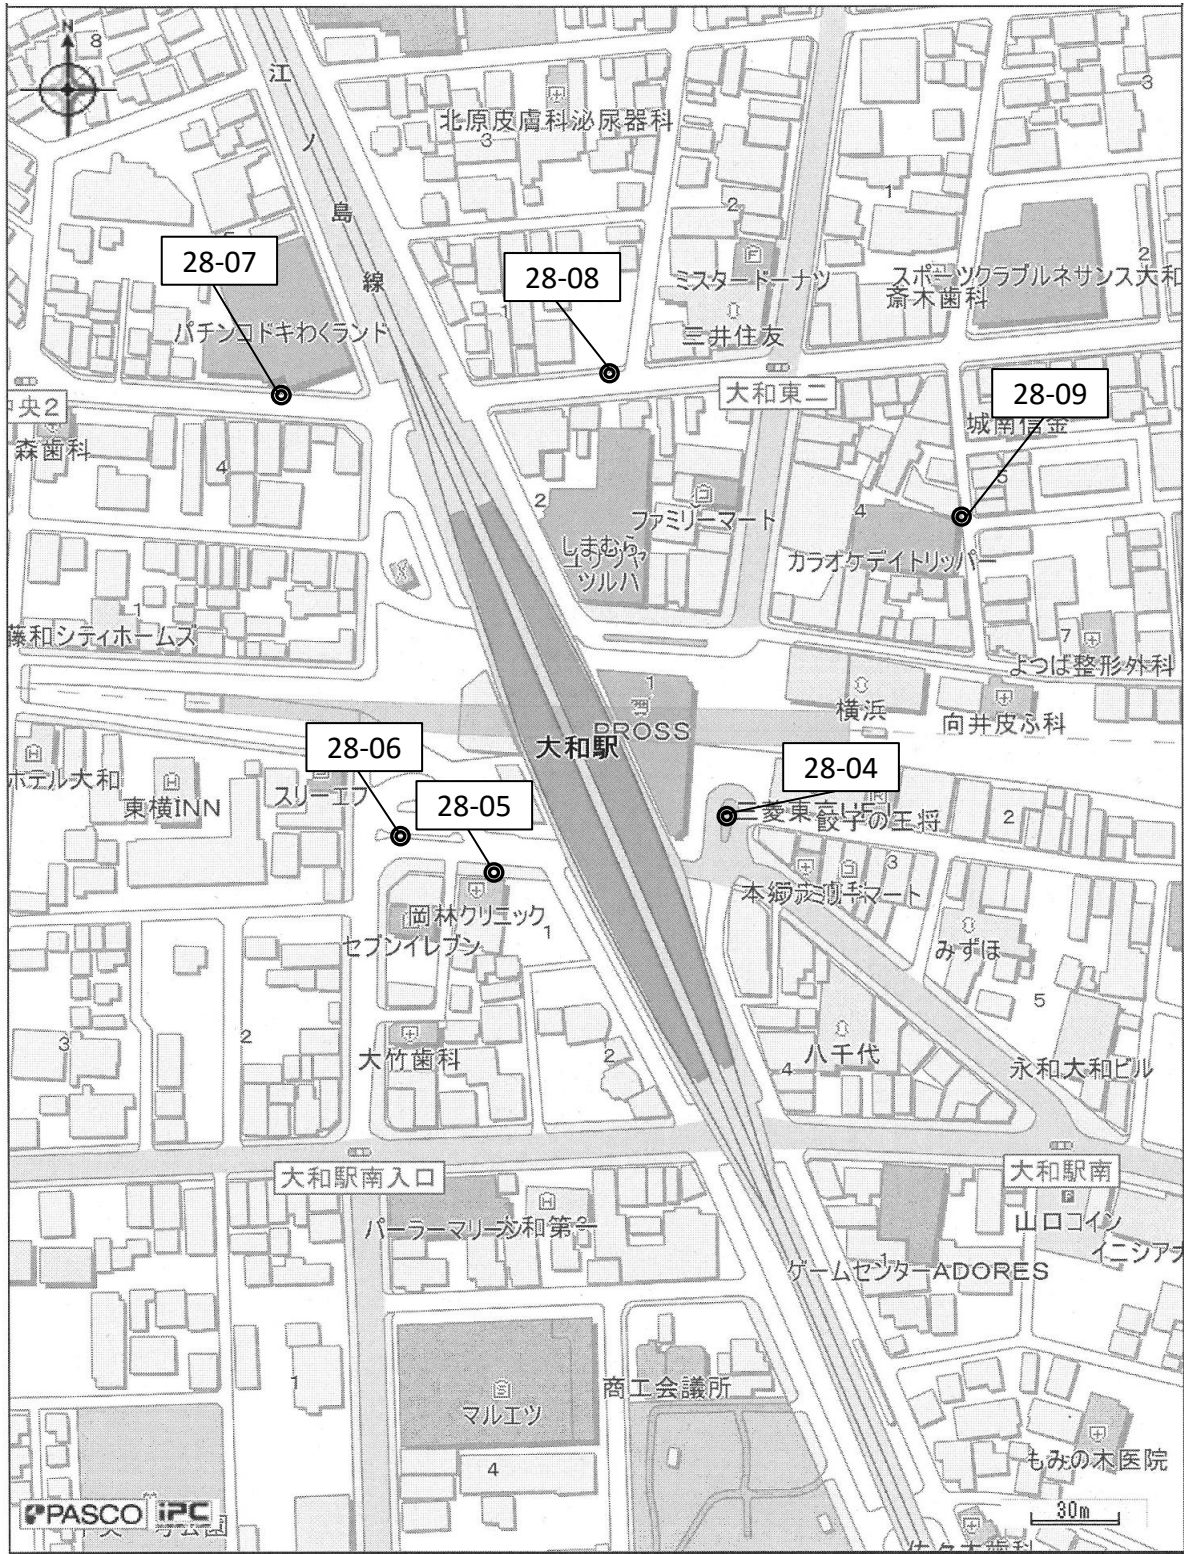 N
8
江
ノ
島
線
3
北原皮膚科泌尿器科
3
1
2
2
28-07
28-08
ミスタードーナツ
スポーツクラブルネサンス大和
斎木歯科
パチンコドキわくランド
1
三井住友
大和東二
28-09
城南信金
中央2
森歯科
4
5
2
4
ファミリーマート
しまむら
ツルハ
カラオケデイトリッパー
1
藤和シティホームズ
7
よつば整形外科
1
PROSS
横浜
向井皮ふ科
大和駅
28-06
28-04
ホテル大和
東横INN
スリーエフ
28-05
餃子の王将
2
3
岡林クリニック
セブンイレブン
1
みずほ
5
3
2
大竹歯科
2
八千代
4
永和大和ビル
大和駅南入口
大和駅南
パーラーマリーン
山口コイン
イニシア
1
ゲームセンターADORES
1
商工会議所
マルエツ
もみの木医院
4
PASCO iPC
30m